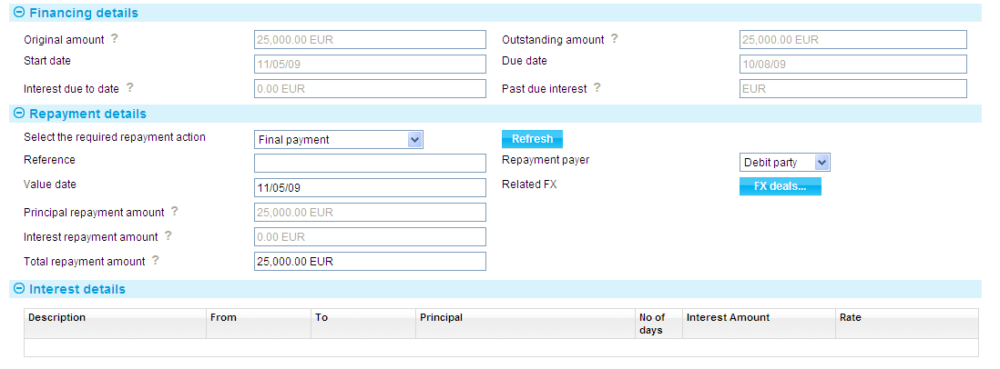 Financing details
Original amount ? 25,000.00 EUR Outstanding amount ? 25,000.00 EUR
Start date 11/05/09 Due date 10/08/09
Interest due to date ? 0.00 EUR Past due interest ? EUR
Repayment details
Select the required repayment action Final payment Refresh
Reference Repayment payer Debit party
Value date 11/05/09 Related FX FX deals...
Principal repayment amount ? 25,000.00 EUR
Interest repayment amount ? 0.00 EUR
Total repayment amount ? 25,000.00 EUR
Interest details
Description From To Principal No of days Interest Amount Rate